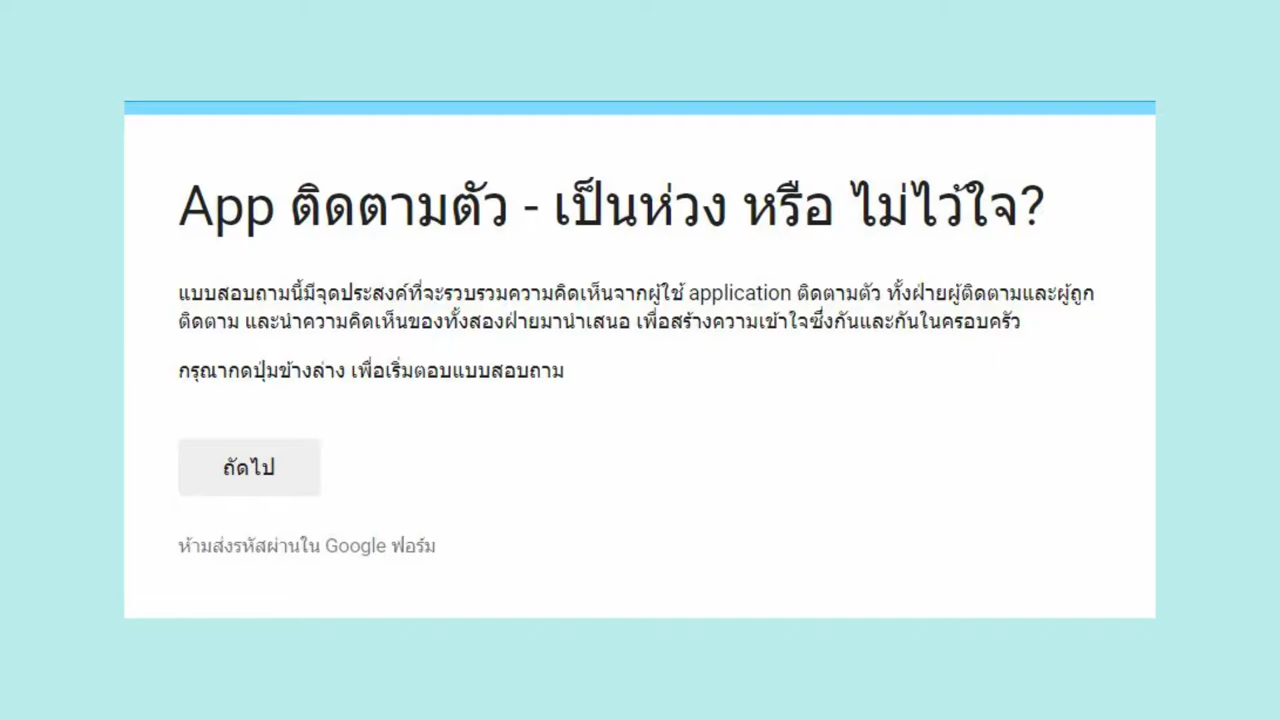 App ติดตามตัว - เป็นห่วง หรือ ไม่ไว้ใจ?
แบบสอบถามนี้มีจุดประสงค์ที่จะรวบรวมความคิดเห็นจากผู้ใช้ application ติดตามตัว ทั้งฝ่ายผู้ติดตามและผู้ถูก
ติดตาม และนำความคิดเห็นของทั้งสองฝ่ายมานำเสนอ เพื่อสร้างความเข้าใจซึ่งกันและกันในครอบครัว
กรุณากดปุ่มข้างล่าง เพื่อเริ่มตอบแบบสอบถาม
ถัดไป
ห้ามส่งรหัสผ่านใน Google ฟอร์ม